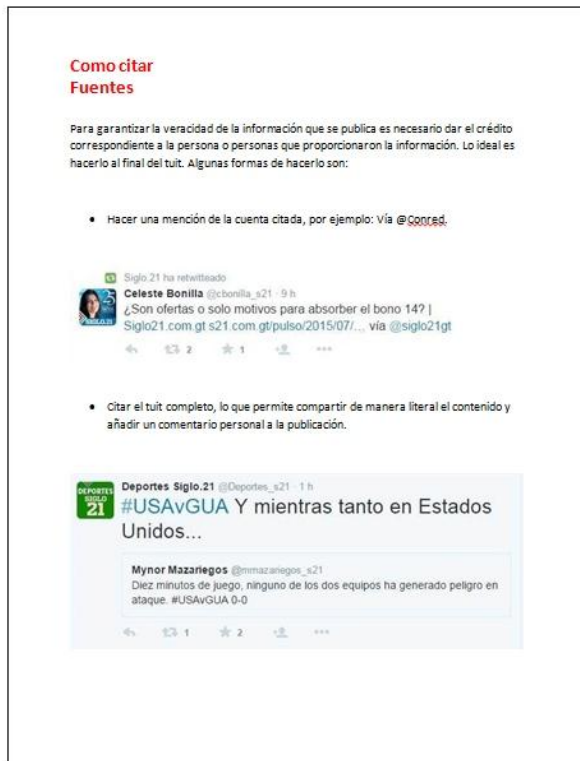 Como citar
Fuentes
Para garantizar la veracidad de la información que se publica es necesario dar el crédito
correspondiente a la persona o personas que proporcionaron la información. Lo ideal es
hacerlo al final del tuit. Algunas formas de hacerlo son:
• Hacer una mención de la cuenta citada, por ejemplo: Vía @Conred.
Siglo.21 ha retwitteado
Celeste Bonilla @cbonilla_s21 · 9 h
¿Son ofertas o solo motivos para absorber el bono 14? |
Siglo21.com.gt s21.com.gt/pulso/2015/07/... vía @siglo21gt
2 1
• Citar el tuit completo, lo que permite compartir de manera literal el contenido y
añadir un comentario personal a la publicación.
DEPORTES
SIGLO
21
Deportes Siglo.21 @Deportes_s21 · 1 h
#USAvGUA Y mientras tanto en Estados
Unidos...
Mynor Mazariegos @mmazariegos_s21
Diez minutos de juego, ninguno de los dos equipos ha generado peligro en
ataque. #USAvGUA 0-0
1 2